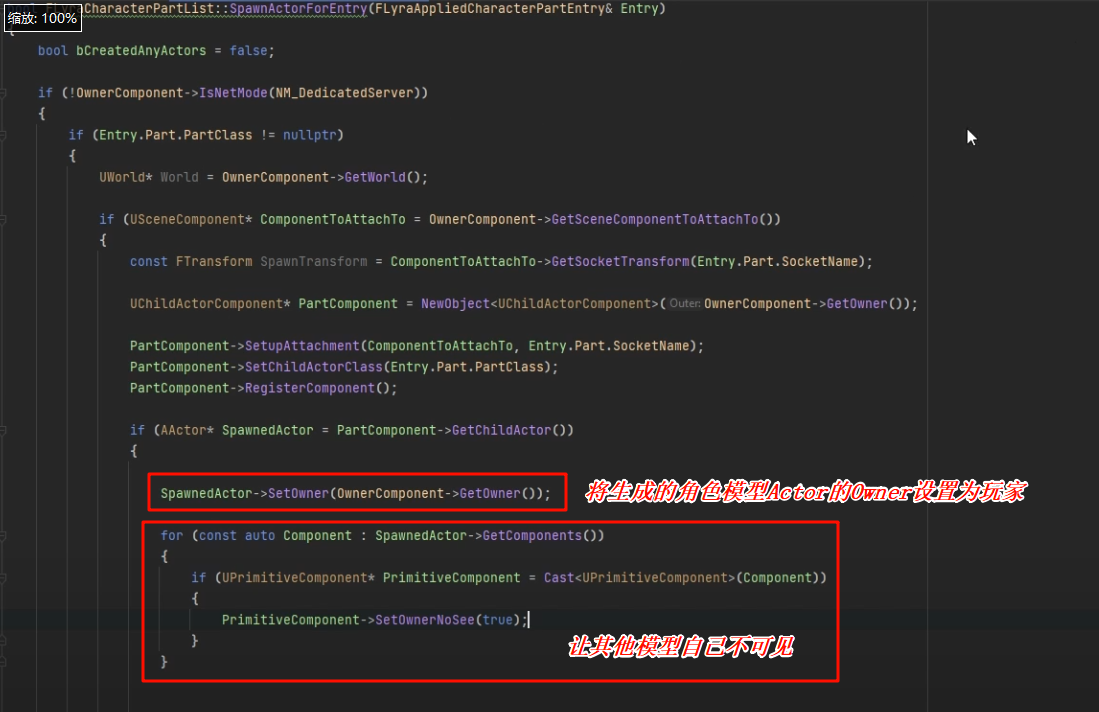 FLyraCharacterPartList::SpawnActorForEntry(FLyraAppliedCharacterPartEntry& Entry)
缩放: 100%
{
bool bCreatedAnyActors = false;
if (!OwnerComponent->IsNetMode(NM_DedicatedServer))
{
if (Entry.Part.PartClass != nullptr)
{
UWorld* World = OwnerComponent->GetWorld();
if (USceneComponent* ComponentToAttachTo = OwnerComponent->GetSceneComponentToAttachTo())
{
const FTransform SpawnTransform = ComponentToAttachTo->GetSocketTransform(Entry.Part.SocketName);
UChildActorComponent* PartComponent = NewObject<UChildActorComponent>( Outer: OwnerComponent->GetOwner());
PartComponent->SetupAttachment(ComponentToAttachTo, Entry.Part.SocketName);
PartComponent->SetChildActorClass(Entry.Part.PartClass);
PartComponent->RegisterComponent();
if (AActor* SpawnedActor = PartComponent->GetChildActor())
{
SpawnedActor->SetOwner(OwnerComponent->GetOwner()); 将生成的角色模型Actor的Owner设置为玩家
for (const auto Component : SpawnedActor->GetComponents())
{
if (UPrimitiveComponent* PrimitiveComponent = Cast<UPrimitiveComponent>(Component))
{
PrimitiveComponent->SetOwnerNoSee(true);
} 让其他模型自己不可见
}